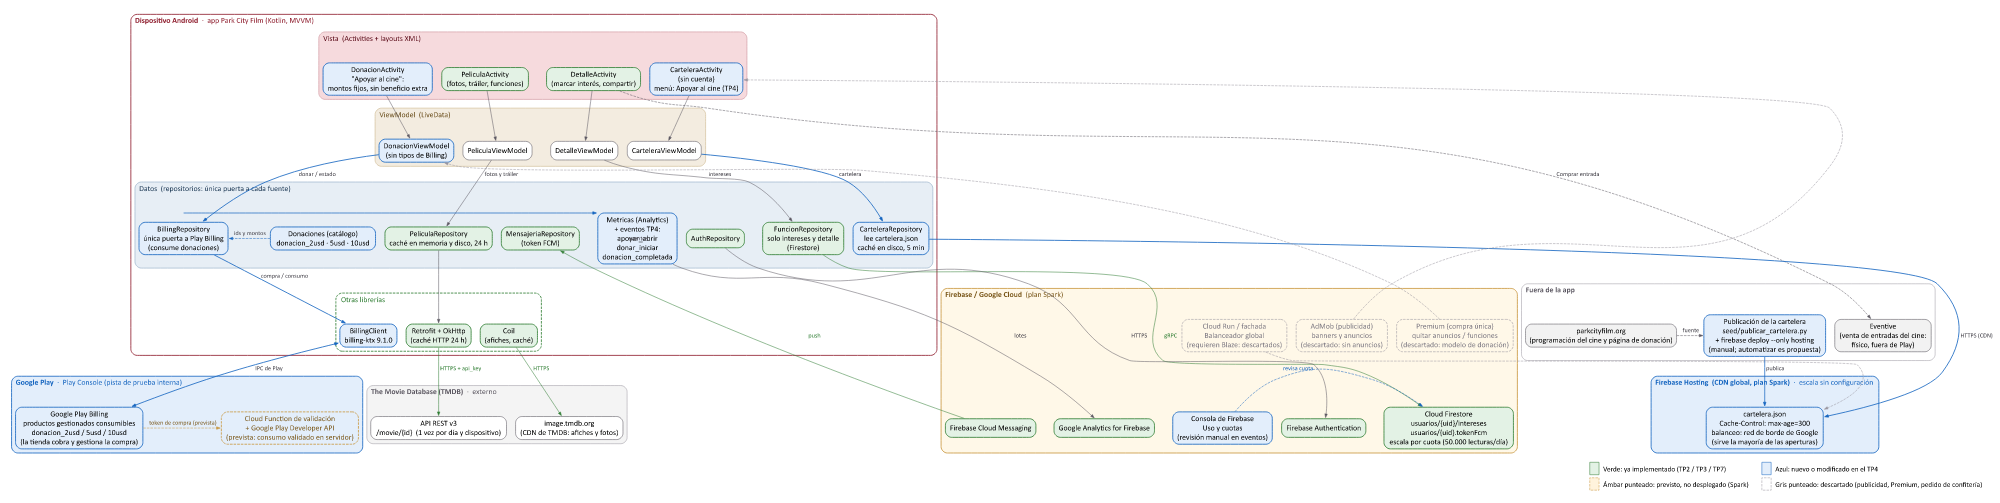 Dispositivo Android · app Park City Film (Kotlin, MVVM)
Vista (Activities + layouts XML)
DonacionActivity
"Apoyar al cine":
montos fijos, sin beneficio extra
PeliculaActivity
(fotos, tráiler, funciones)
DetalleActivity
(marcar interés, compartir)
CarteleraActivity
(sin cuenta)
menú: Apoyar al cine (TP4)
ViewModel (LiveData)
DonacionViewModel
(sin tipos de Billing)
PeliculaViewModel
DetalleViewModel
CarteleraViewModel
donar / estado
fotos y tráiler
intereses
cartelera
Comprar entrada
Datos (repositorios: única puerta a cada fuente)
BillingRepository
única puerta a Play Billing
(consume donaciones)
ids y montos
Donaciones (catálogo)
donacion_2usd · 5usd · 10usd
PeliculaRepository
caché en memoria y disco, 24 h
MensajeriaRepository
(token FCM)
Metricas (Analytics)
+ eventos TP4:
donar_iniciar
donacion_completada
AuthRepository
FuncionRepository
solo intereses y detalle
(Firestore)
CarteleraRepository
lee cartelera.json
caché en disco, 5 min
compra / consumo
Otras librerías
BillingClient
billing-ktx 9.1.0
Retrofit + OkHttp
(caché HTTP 24 h)
Coil
(afiches, caché)
push
lotes
HTTPS
gRPC
HTTPS (CDN)
Firebase / Google Cloud (plan Spark)
Cloud Run / fachada
Balanceador global
(requieren Blaze: descartados)
AdMob (publicidad)
banners y anuncios
(descartado: sin anuncios)
Premium (compra única)
quitar anuncios / funciones
(descartado: modelo de donación)
revisa cuota
Firebase Cloud Messaging
Google Analytics for Firebase
Consola de Firebase
Uso y cuotas
(revisión manual en eventos)
Firebase Authentication
Cloud Firestore
usuarios/{uid}/intereses
usuarios/{uid}.tokenFcm
escala por cuota (50.000 lecturas/día)
Fuera de la app
parkcityfilm.org
(programación del cine y página de donación)
fuente
Publicación de la cartelera
seed/publicar_cartelera.py
+ firebase deploy --only hosting
(manual; automatizar es propuesta)
Eventive
(venta de entradas del cine:
físico, fuera de Play)
publica
Firebase Hosting (CDN global, plan Spark) · escala sin configuración
cartelera.json
Cache-Control: max-age=300
balanceo: red de borde de Google
(sirve la mayoría de las aperturas)
IPC de Play
HTTPS + api_key
HTTPS
Google Play · Play Console (pista de prueba interna)
Google Play Billing
productos gestionados consumibles
donacion_2usd / 5usd / 10usd
(la tienda cobra y gestiona la compra)
token de compra (prevista)
Cloud Function de validación
+ Google Play Developer API
(prevista: consumo validado en servidor)
The Movie Database (TMDB) · externo
API REST v3
/movie/{id} (1 vez por día y dispositivo)
image.tmdb.org
(CDN de TMDB: afiches y fotos)
Verde: ya implementado (TP2 / TP3 / TP7)
Azul: nuevo o modificado en el TP4
Ámbar punteado: previsto, no desplegado (Spark)
Gris punteado: descartado (publicidad, Premium, pedido de confitería)